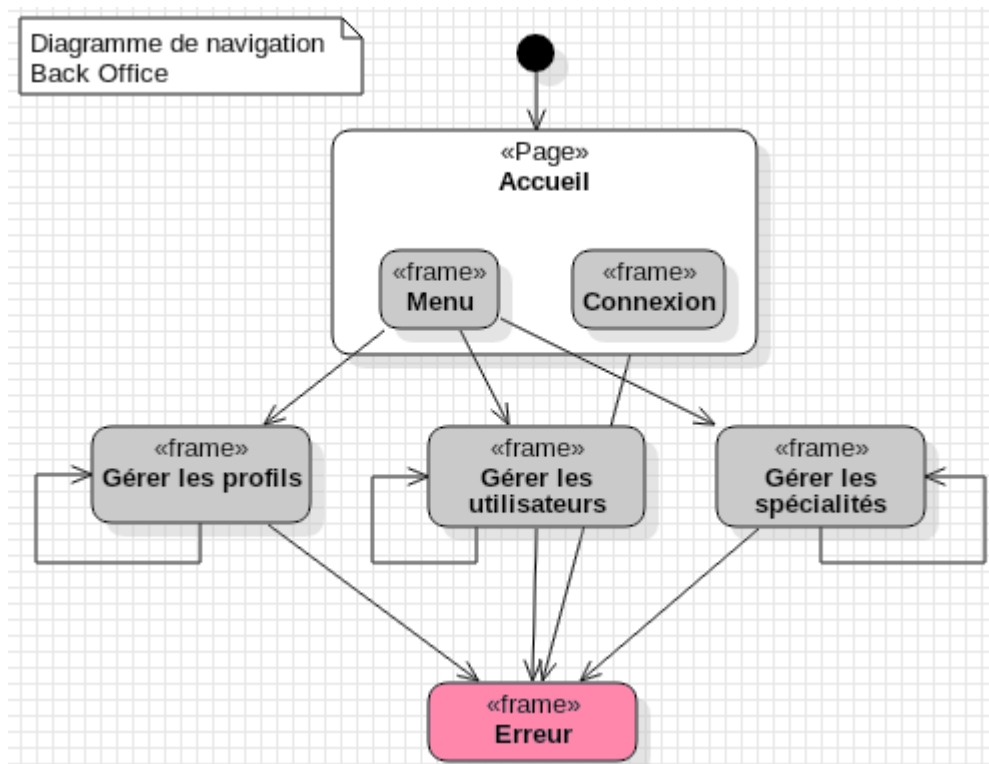 Diagramme de navigation
Back Office
«Page»
Accueil
«frame»
Menu
«frame»
Connexion
«frame»
Gérer les profils
«frame»
Gérer les
utilisateurs
«frame»
Gérer les
spécialités
«frame»
Erreur